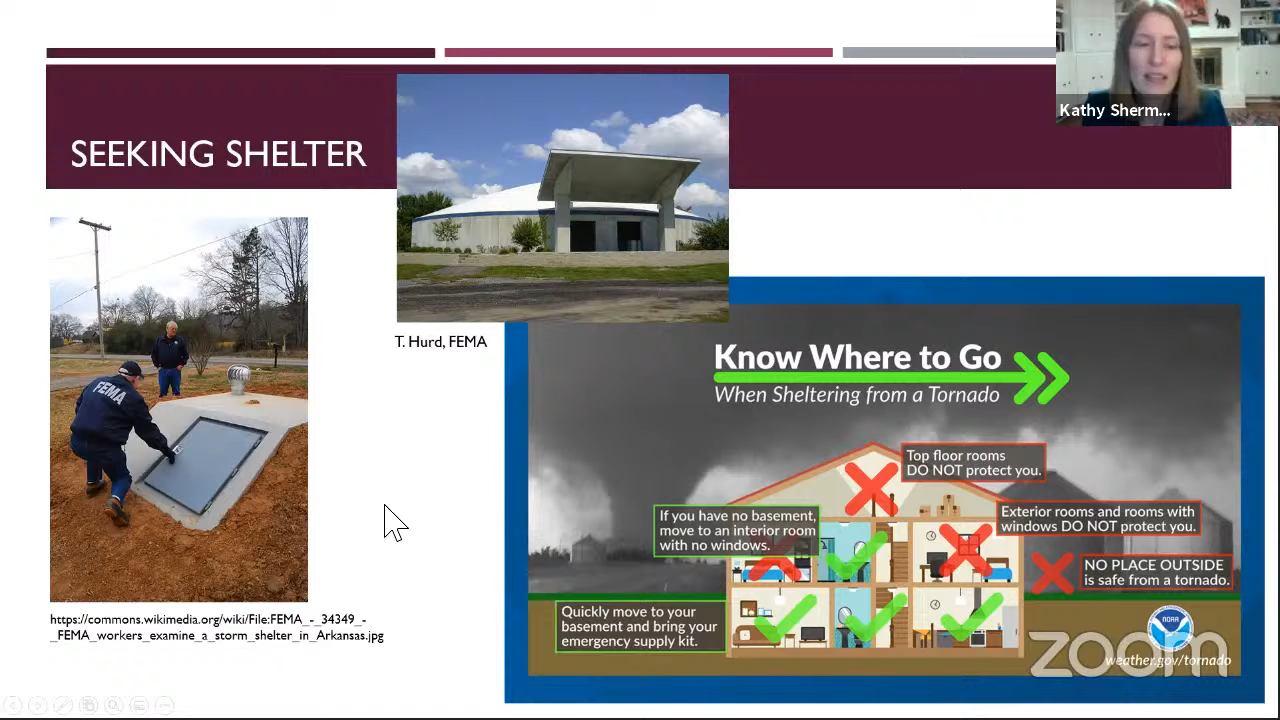 Kathy Sherm...
SEEKING SHELTER
FEMA
T. Hurd, FEMA
https://commons.wikimedia.org/wiki/File:FEMA_-_34349_-
_FEMA_workers_examine_a_storm_shelter_in_Arkansas.jpg
Know Where to Go
When Sheltering from a Tornado
Top floor rooms
DO NOT protect you.
If you have no basement,
move to an interior room
with no windows.
Exterior rooms and rooms with
windows DO NOT protect you.
NO PLACE OUTSIDE
is safe from a tornado.
Quickly move to your
basement and bring your
emergency supply kit.
NOAA
zoom
weather.gov/tornado